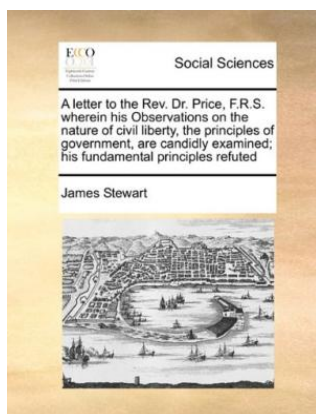 ECCO
Social Sciences
A letter to the Rev. Dr. Price, F.R.S.
wherein his Observations on the
nature of civil liberty, the principles of
government, are candidly examined;
his fundamental principles refuted
James Stewart